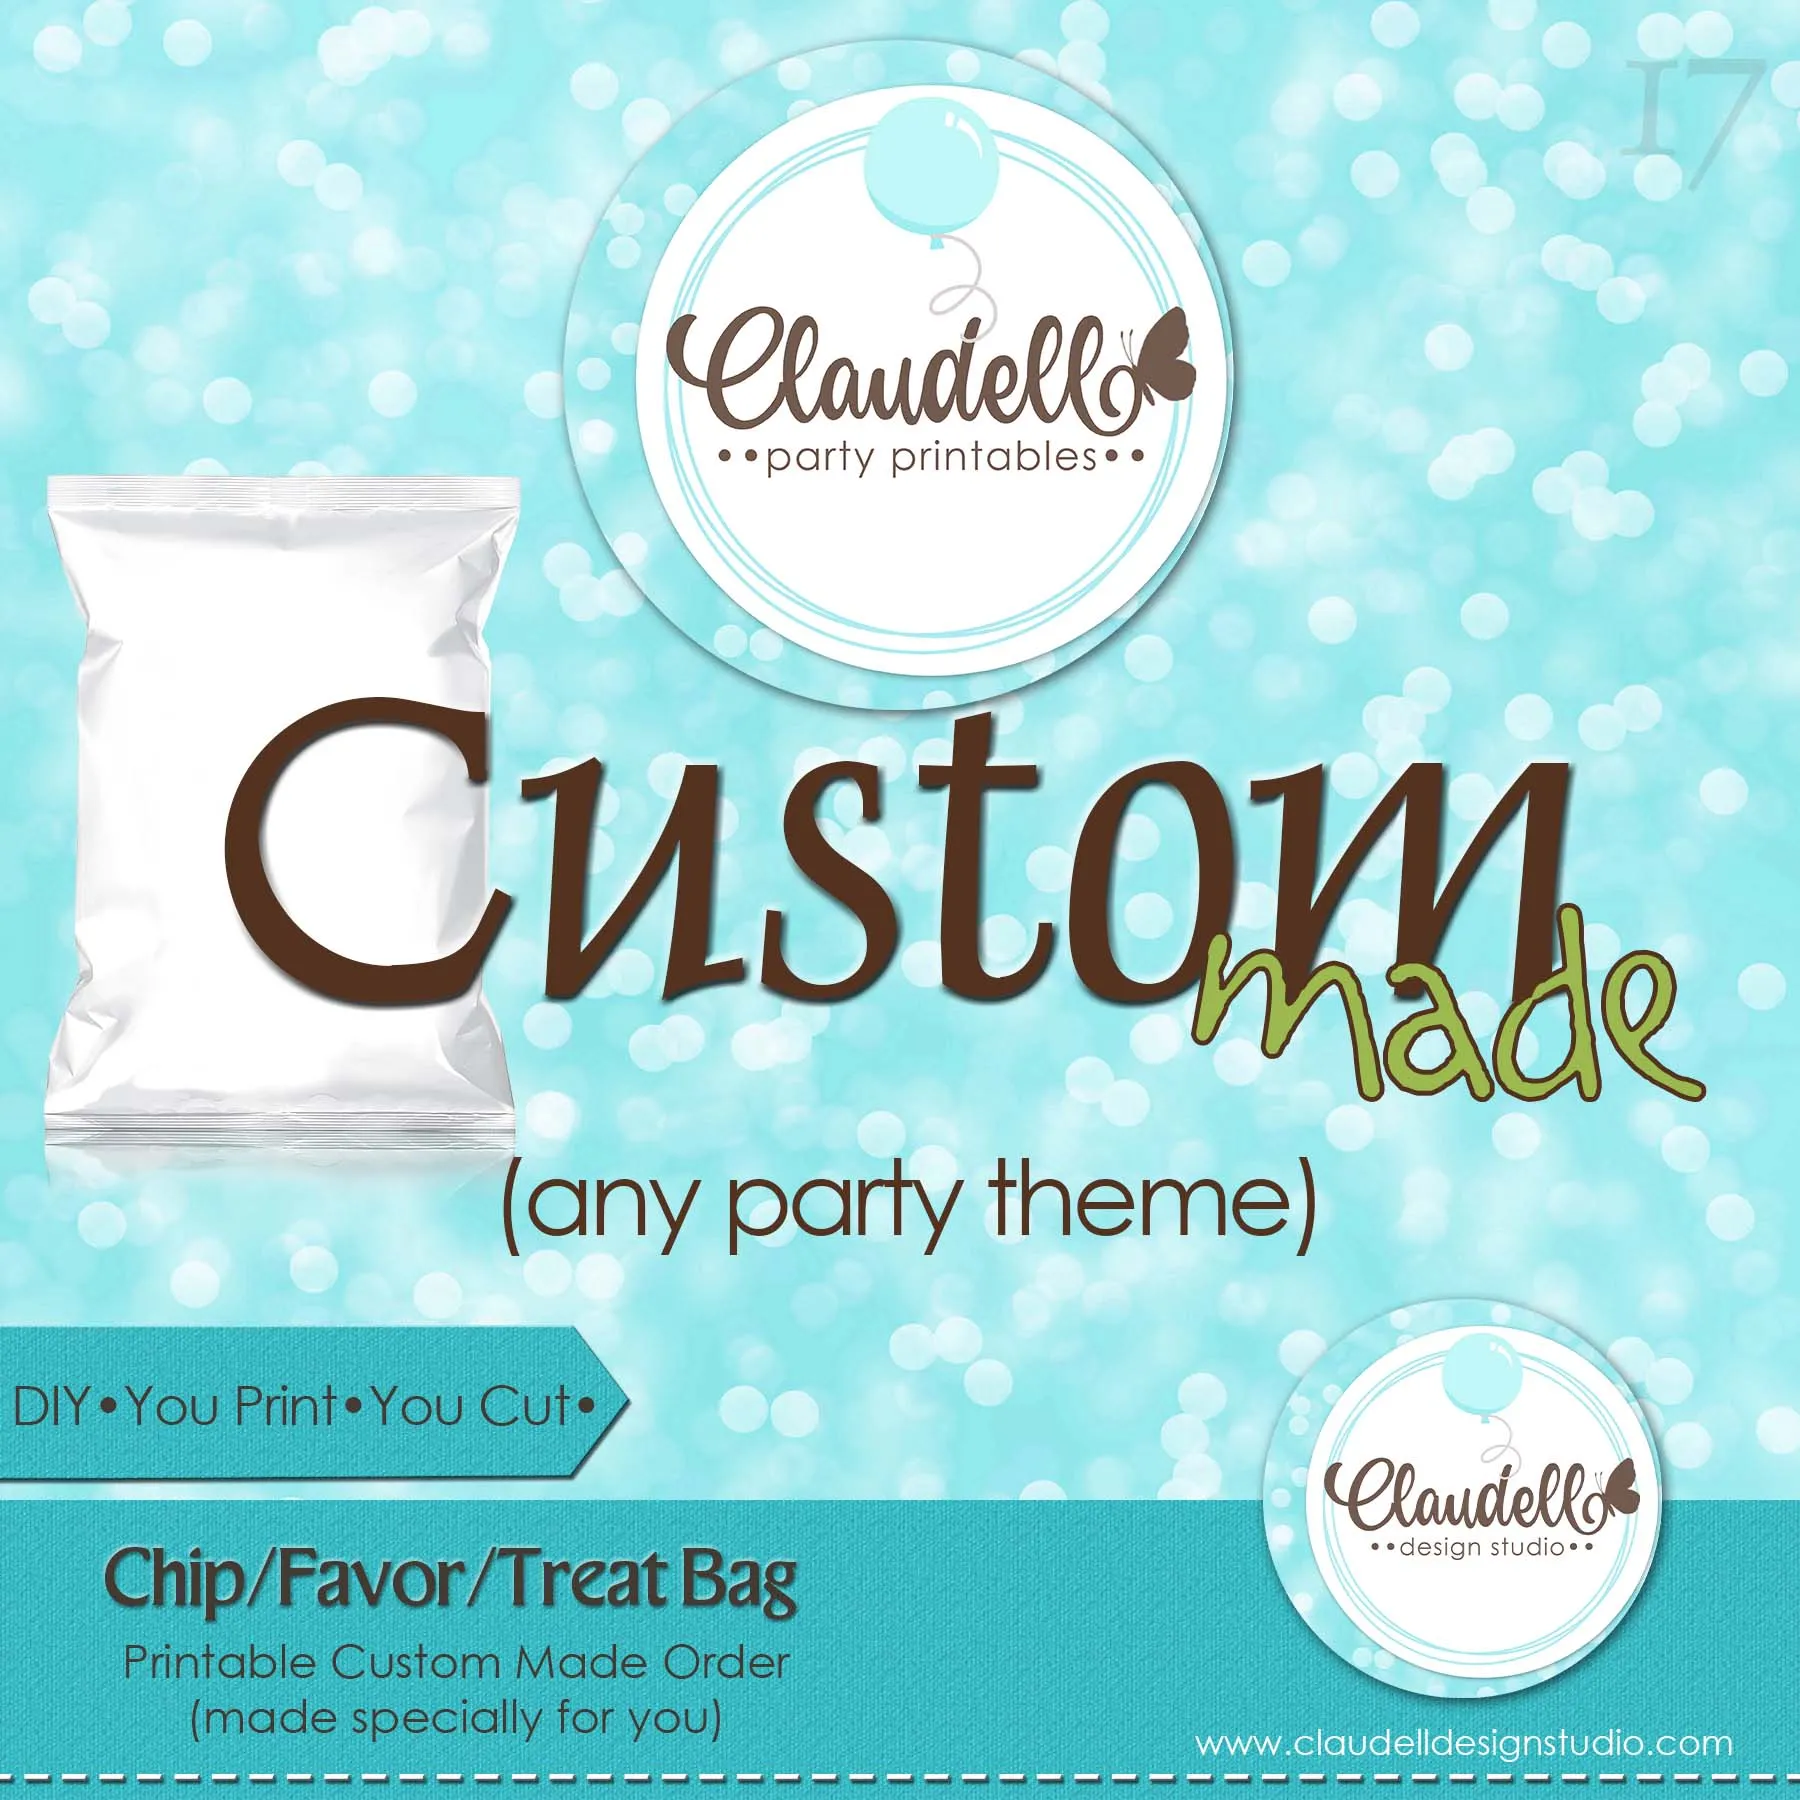 17
Claudell
••party printables••
Custom
made
(any party theme)
DIY•You Print•You Cut•
Claudell
••design studio••
Chip/Favor/Treat Bag
Printable Custom Made Order
(made specially for you)
www.claudelldesignstudio.com